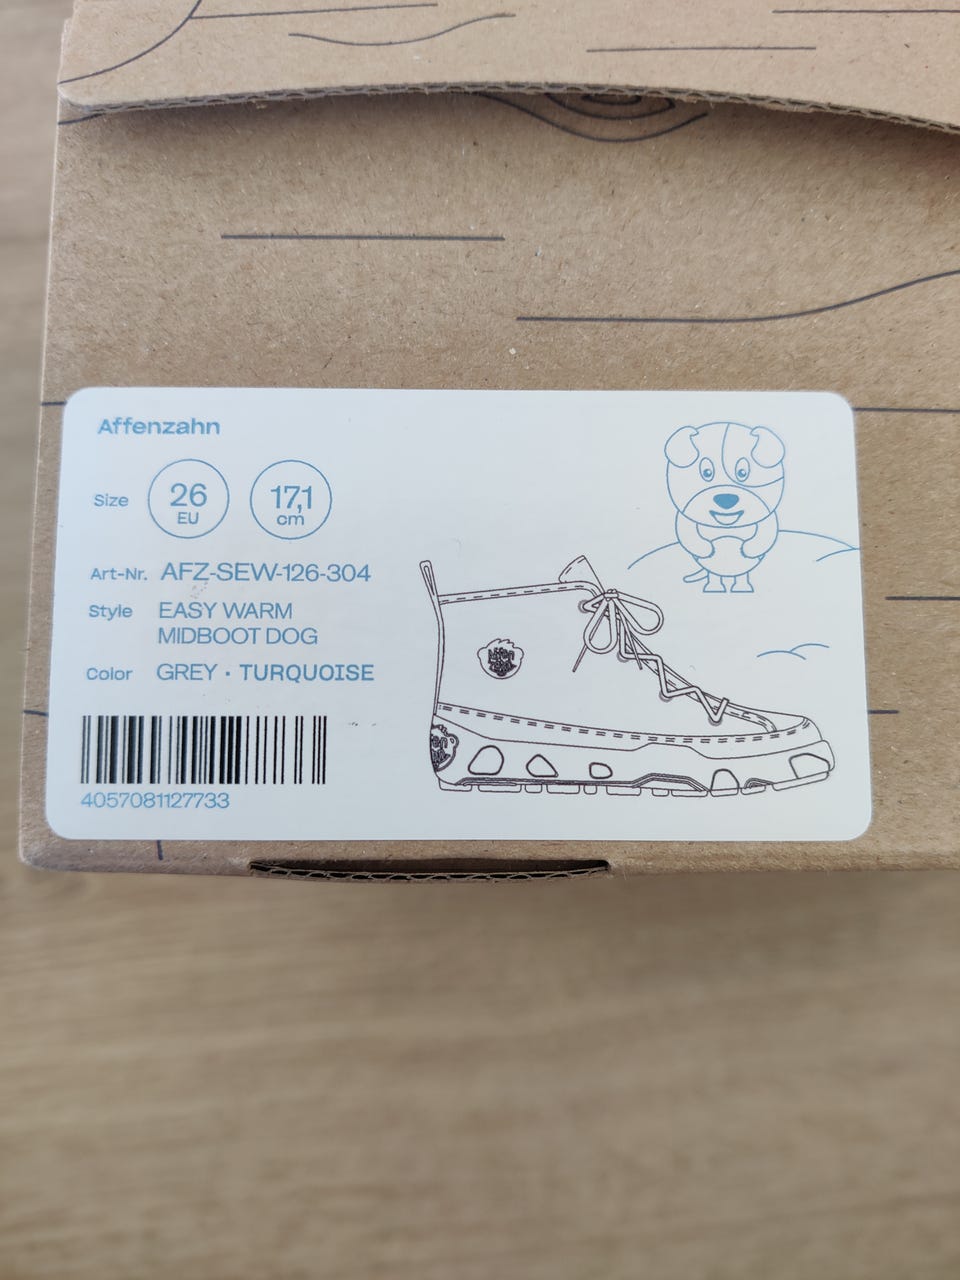 Affenzahn
Size 26 EU 17,1 cm
Art-Nr. AFZ-SEW-126-304
Style EASY WARM
MIDBOOT DOG
Color GREY · TURQUOISE
4057081127733